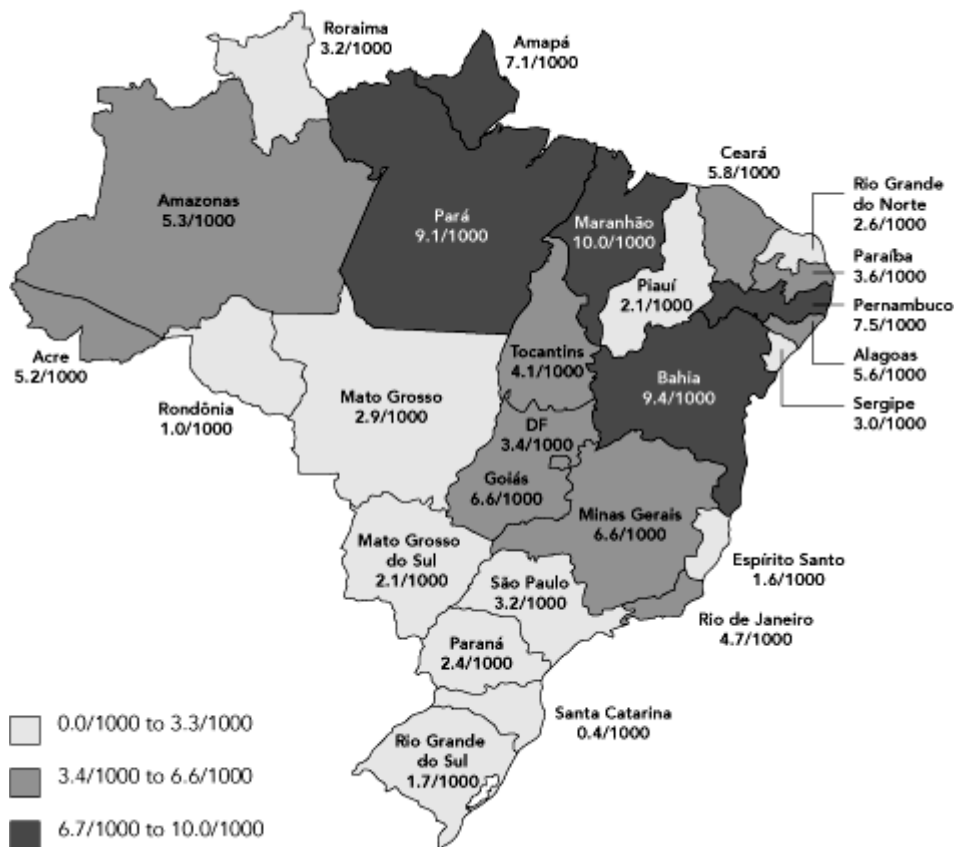 Roraima
3.2/1000
Amapá
7.1/1000
Ceará
5.8/1000
Rio Grande
do Norte
2.6/1000
Amazonas
5.3/1000
Pará
9.1/1000
Maranhão
10.0/1000
Paraíba
3.6/1000
Piauí
2.1/1000
Pernambuco
7.5/1000
Acre
5.2/1000
Tocantins
4.1/1000
Alagoas
5.6/1000
Bahia
9.4/1000
Sergipe
3.0/1000
Rondônia
1.0/1000
Mato Grosso
2.9/1000
DF
3.4/1000
Goiás
6.6/1000
Minas Gerais
6.6/1000
Mato Grosso
do Sul
2.1/1000
Espírito Santo
1.6/1000
São Paulo
3.2/1000
Rio de Janeiro
4.7/1000
Paraná
2.4/1000
Santa Catarina
0.4/1000
Rio Grande
do Sul
1.7/1000
0.0/1000 to 3.3/1000
3.4/1000 to 6.6/1000
6.7/1000 to 10.0/1000